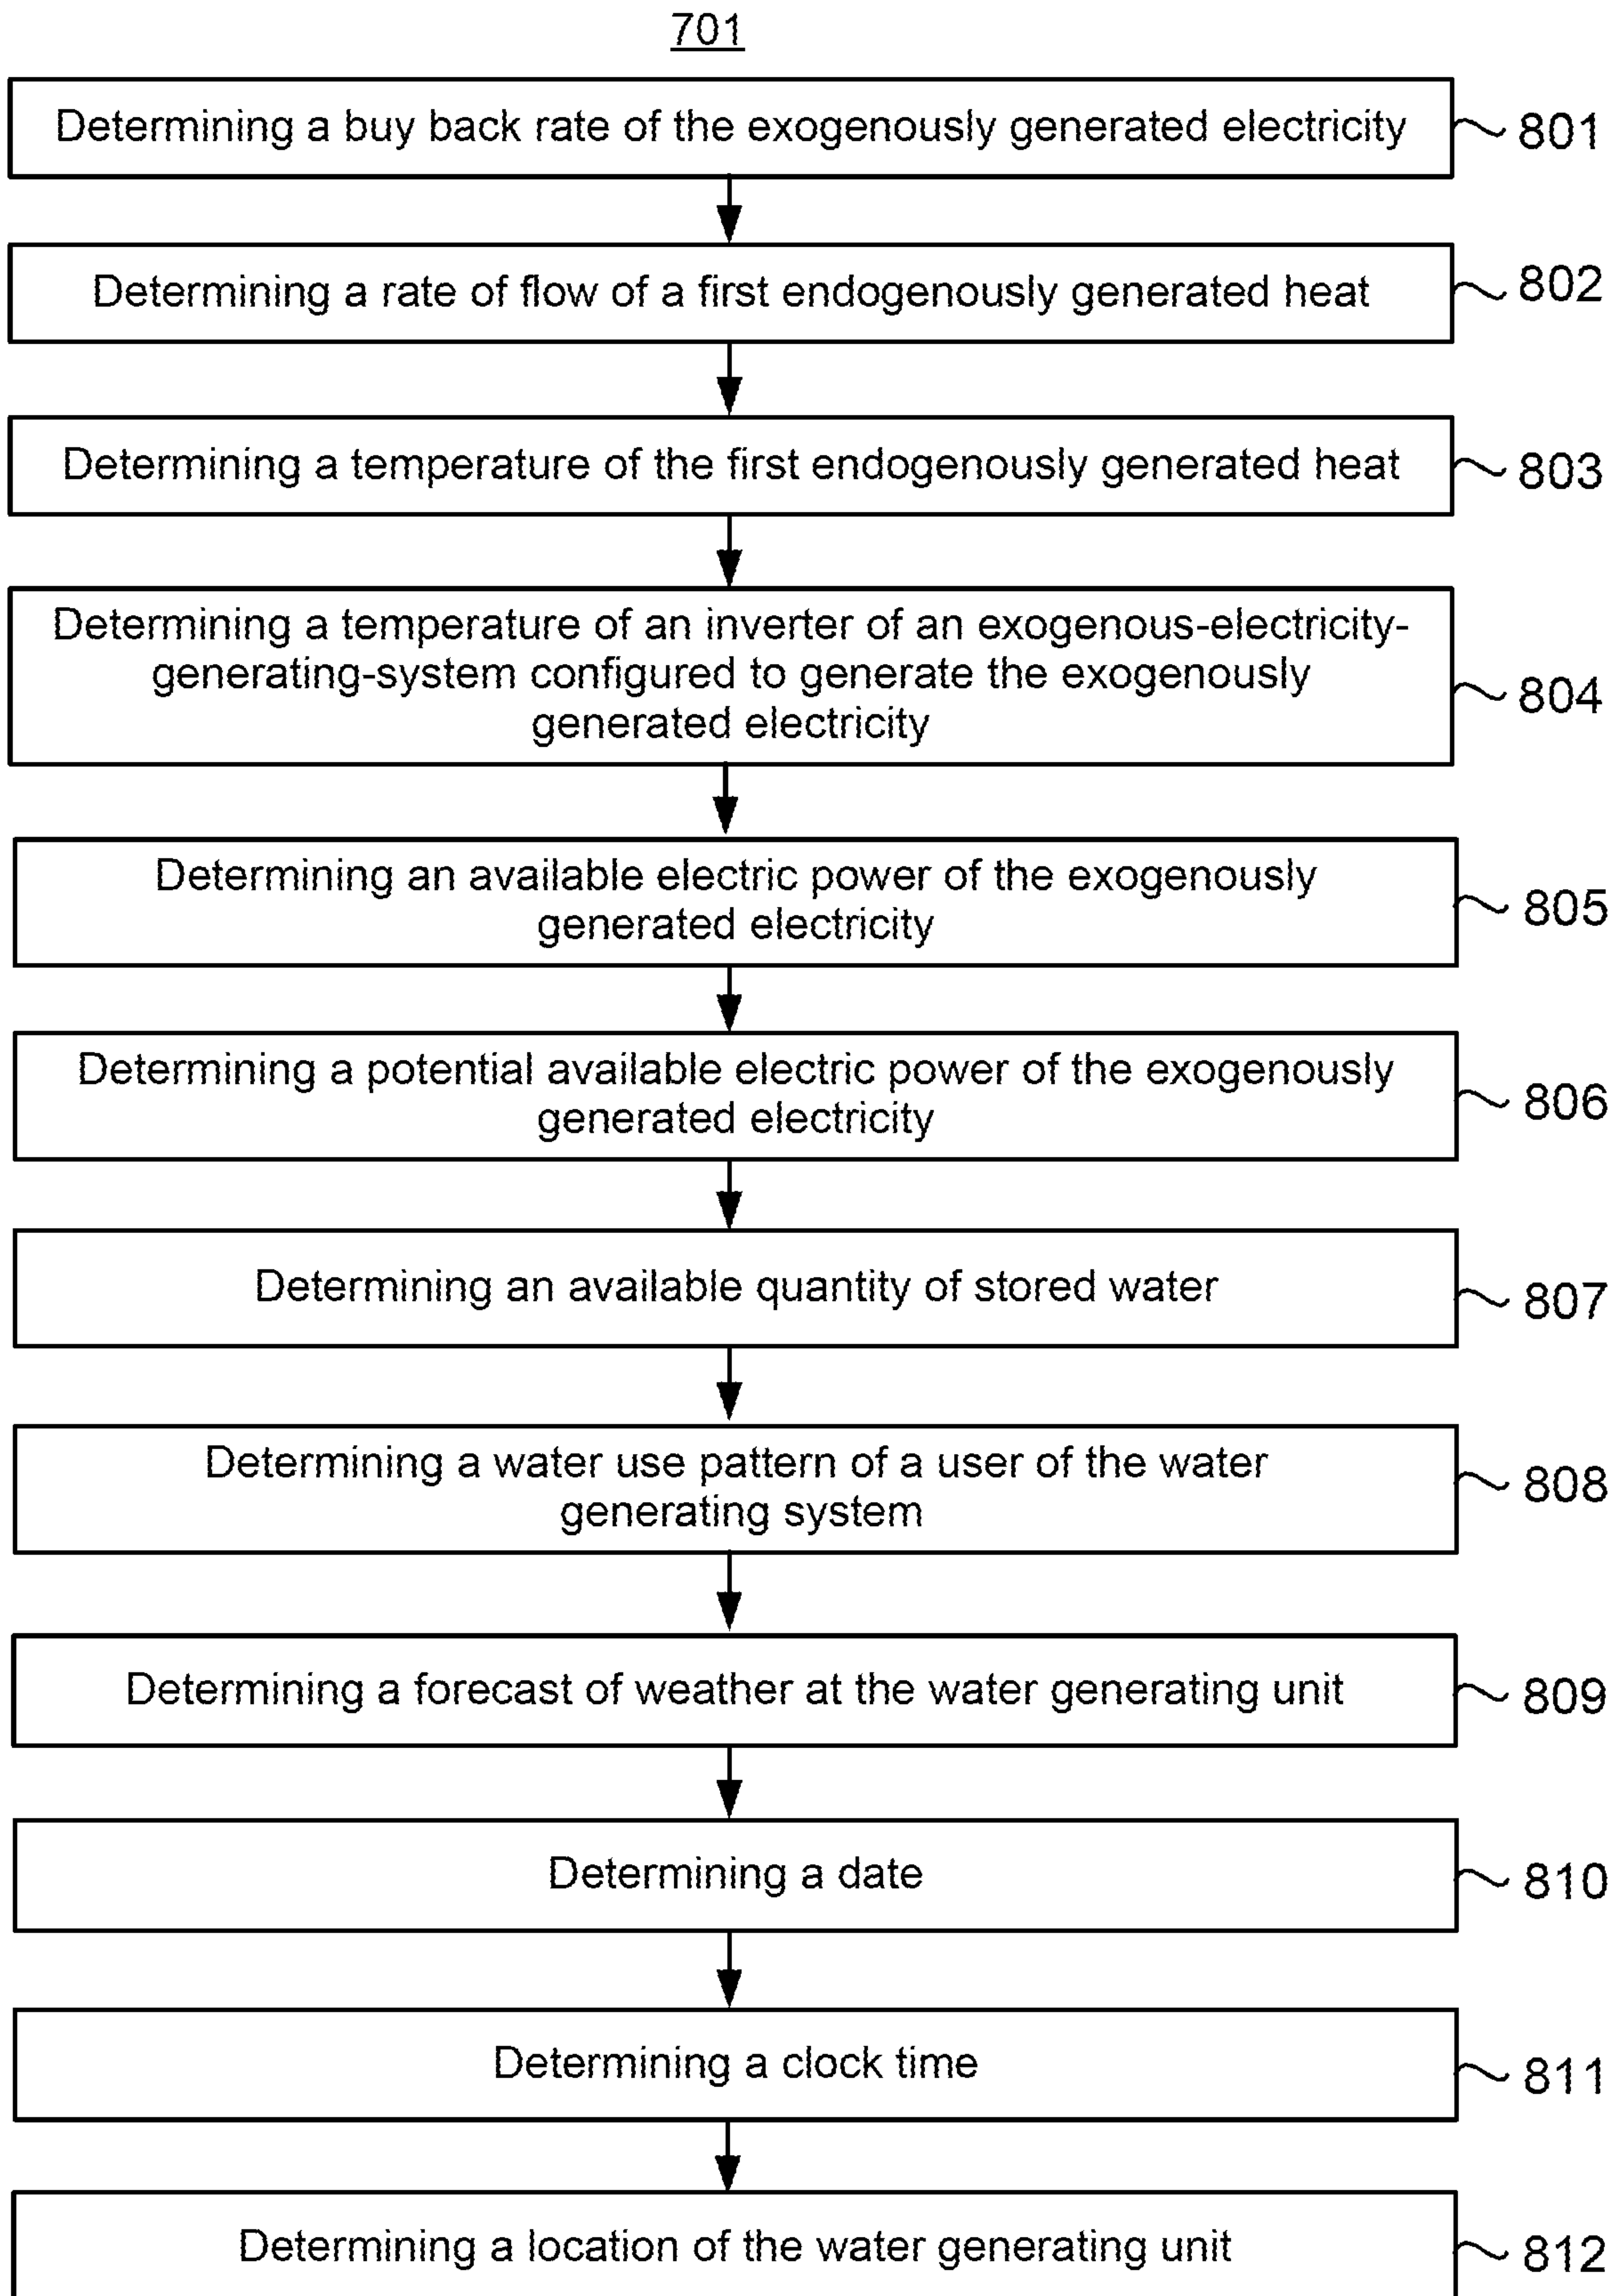 701
Determining a buy back rate of the exogenously generated electricity
801
Determining a rate of flow of a first endogenously generated heat
802
Determining a temperature of the first endogenously generated heat
803
Determining a temperature of an inverter of an exogenous-electricity-
generating-system configured to generate the exogenously
generated electricity
804
Determining an available electric power of the exogenously
generated electricity
805
Determining a potential available electric power of the exogenously
generated electricity
806
Determining an available quantity of stored water
807
Determining a water use pattern of a user of the water
generating system
808
Determining a forecast of weather at the water generating unit
809
Determining a date
810
Determining a clock time
811
Determining a location of the water generating unit
812